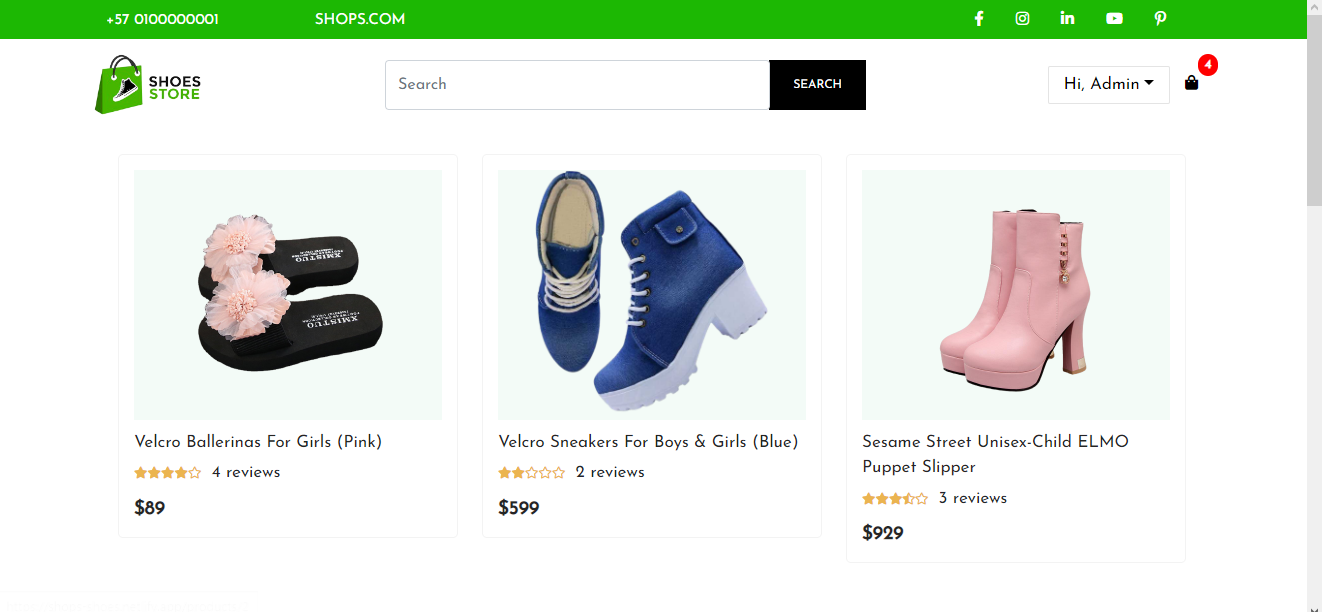 +57 0100000001
SHOPS.COM
SHOES
STORE
Search
SEARCH
Hi, Admin
4
XMISTUO
XMISTUO
Velcro Ballerinas For Girls (Pink)
4 reviews
$89
Velcro Sneakers For Boys & Girls (Blue)
2 reviews
$599
Sesame Street Unisex-Child ELMO
Puppet Slipper
3 reviews
$929